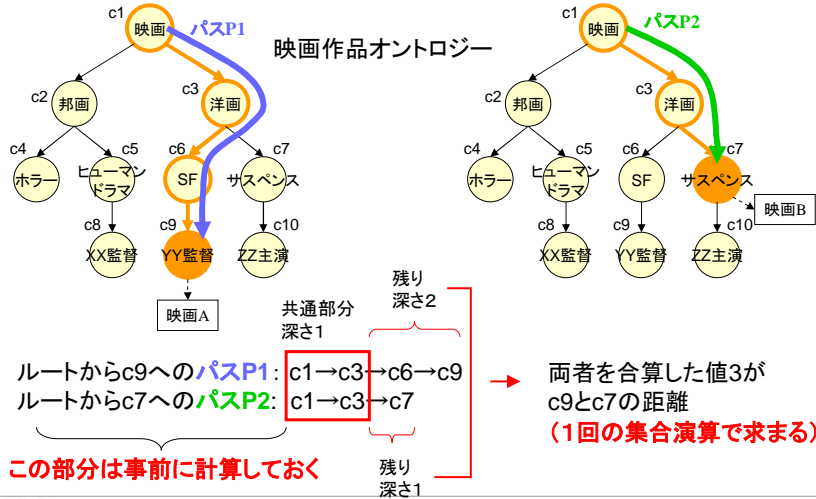 映画作品オントロジー
c1
映画
パスP1
c2
邦画
c3
洋画
c4
ホラー
c5
ヒューマン
ドラマ
c6
SF
c7
サスペンス
c8
XX監督
c9
YY監督
c10
ZZ主演
映画A
c1
映画
パスP2
c2
邦画
c3
洋画
c4
ホラー
c5
ヒューマン
ドラマ
c6
SF
c7
サスペンス
映画B
c8
XX監督
c9
YY監督
c10
ZZ主演
共通部分
深さ1
残り
深さ2
ルートからc9へのパスP1: c1→c3→c6→c9
ルートからc7へのパスP2: c1→c3→c7
この部分は事前に計算しておく
残り
深さ1
両者を合算した値3が
c9とc7の距離
（1回の集合演算で求まる）